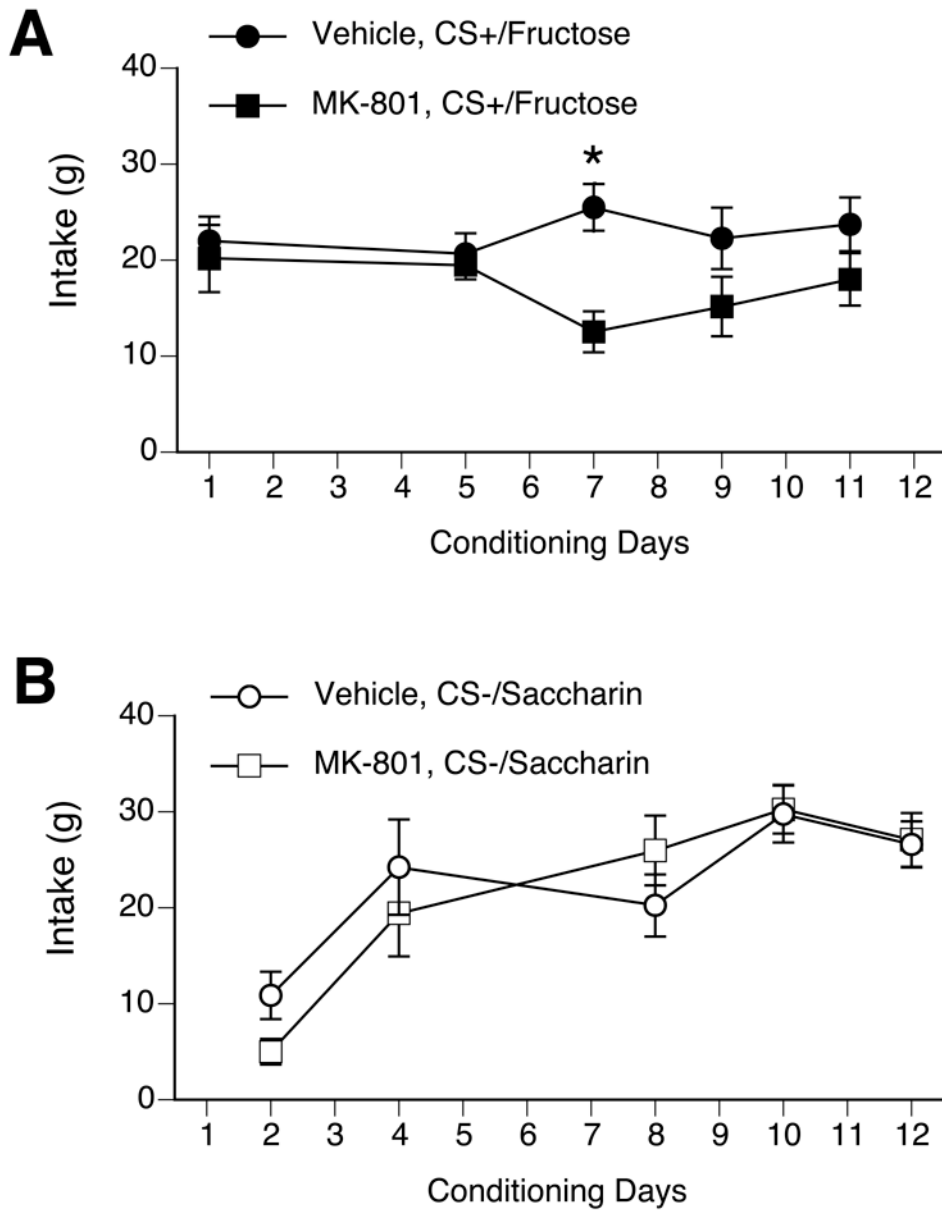 A
Vehicle, CS+/Fructose
MK-801, CS+/Fructose
40
30
20
10
0
Intake (g)
*
1 2 3 4 5 6 7 8 9 10 11 12
Conditioning Days
B
Vehicle, CS-/Saccharin
MK-801, CS-/Saccharin
40
30
20
10
0
Intake (g)
1 2 3 4 5 6 7 8 9 10 11 12
Conditioning Days